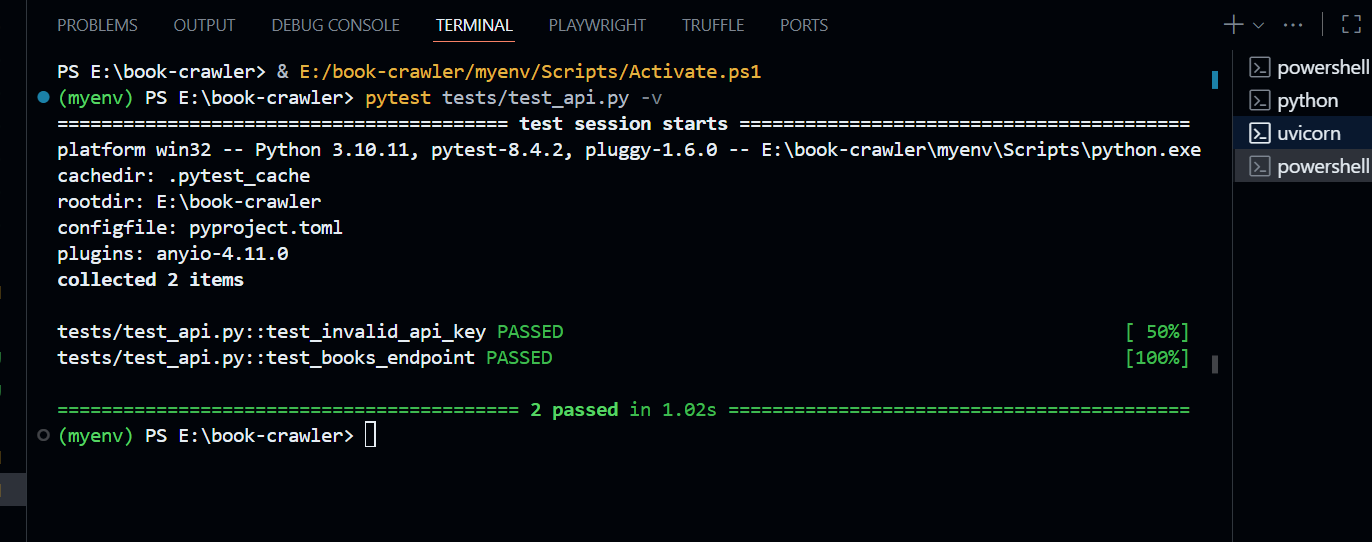 PROBLEMS OUTPUT DEBUG CONSOLE TERMINAL PLAYWRIGHT TRUFFLE PORTS
PS E:\book-crawler> & E:/book-crawler/myenv/Scripts/Activate.ps1
(myenv) PS E:\book-crawler> pytest tests/test_api.py -v
========================================= test session starts =========================================
platform win32 -- Python 3.10.11, pytest-8.4.2, pluggy-1.6.0 -- E:\book-crawler\myenv\Scripts\python.exe
cachedir: .pytest_cache
rootdir: E:\book-crawler
configfile: pyproject.toml
plugins: anyio-4.11.0
collected 2 items
tests/test_api.py::test_invalid_api_key PASSED [ 50%]
tests/test_api.py::test_books_endpoint PASSED [100%]
========================================== 2 passed in 1.02s ==========================================
(myenv) PS E:\book-crawler>
powershell
python
uvicorn
powershell